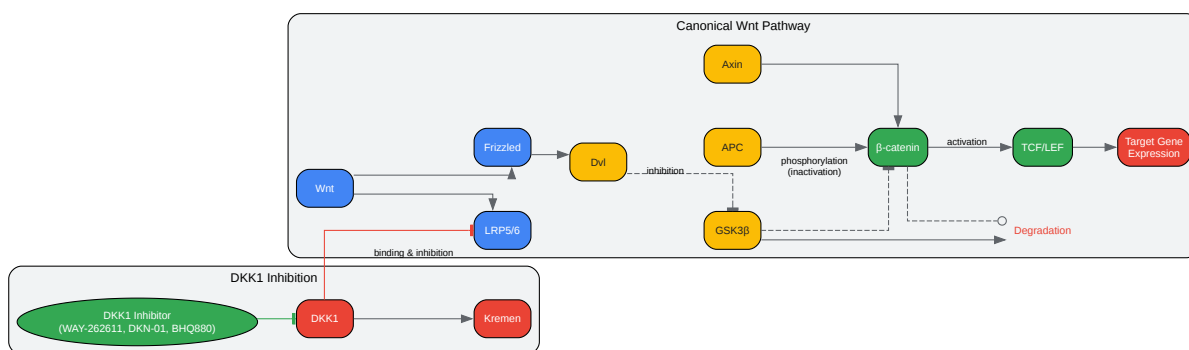 Canonical Wnt Pathway
Axin
Frizzled
Dvl
APC
β-catenin
activation
TCF/LEF
Target Gene
Expression
phosphorylation
(inactivation)
inhibition
Wnt
LRP5/6
GSK3β
Degradation
binding & inhibition
DKK1 Inhibition
DKK1 Inhibitor
(WAY-262611, DKN-01, BHQ880)
DKK1
Kremen